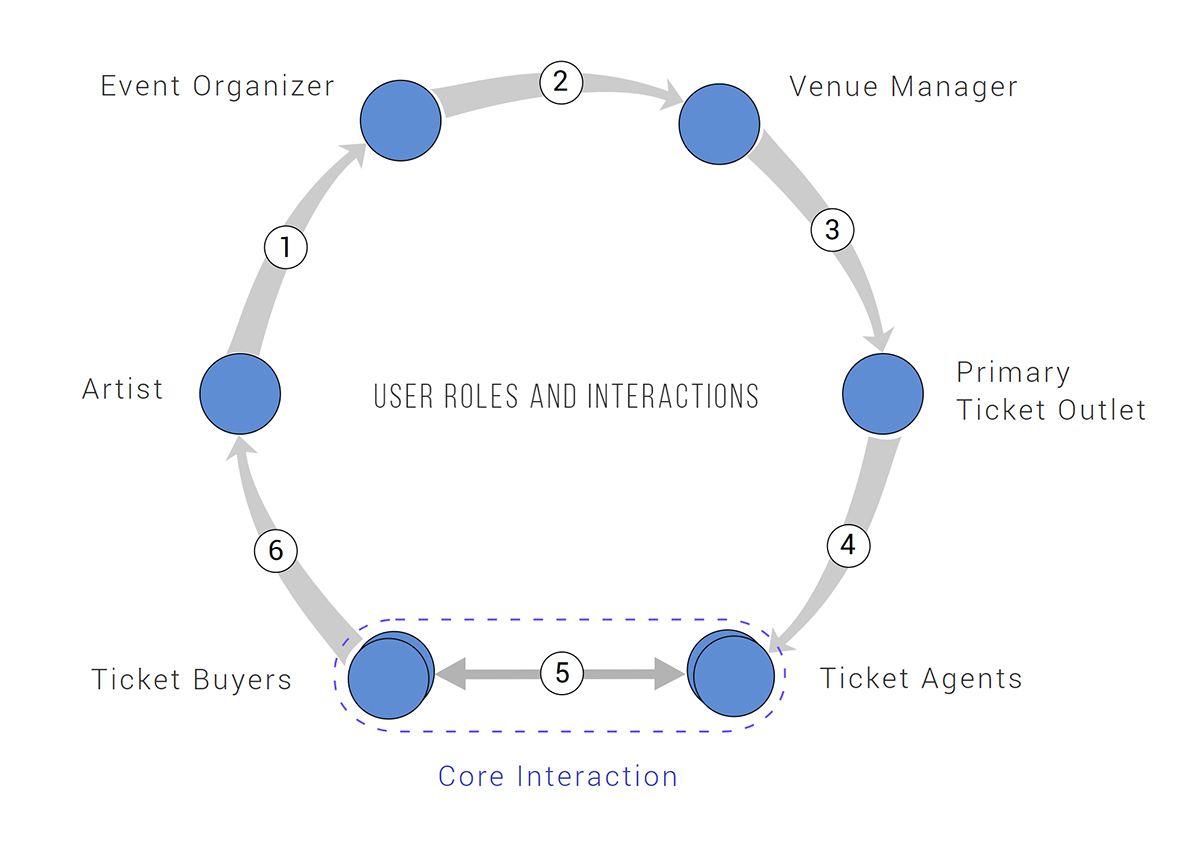 2
Event Organizer
Venue Manager
1
3
Artist
USER ROLES AND INTERACTIONS
Primary
Ticket Outlet
6
4
Ticket Buyers
5
Ticket Agents
Core Interaction